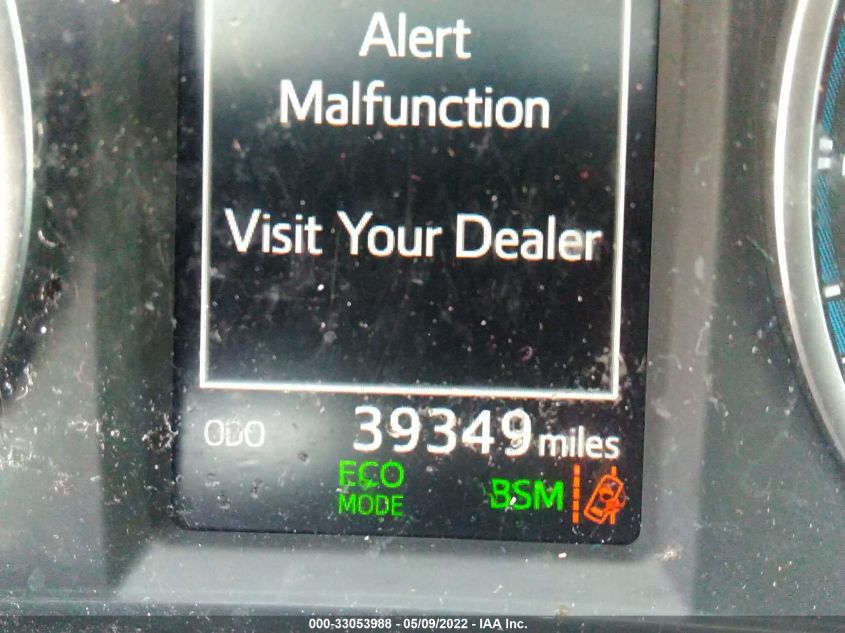 Alert
Malfunction
Visit Your Dealer
ODO 39349 miles
ECO
MODE
BSM
000-33053988 - 05/09/2022 - IAA Inc.